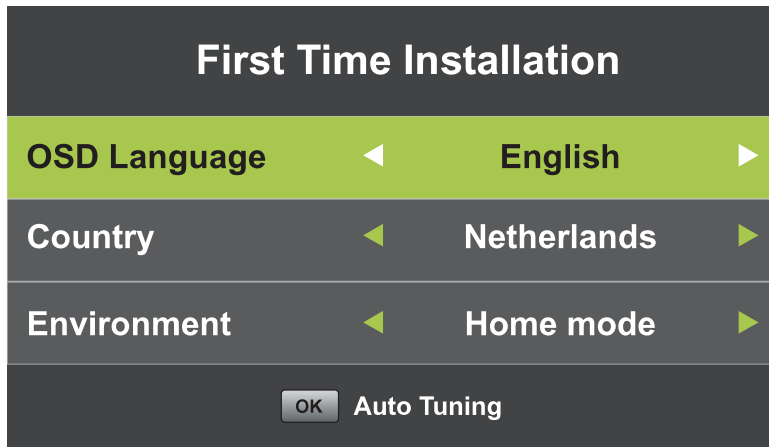 First Time Installation
OSD Language English
Country Netherlands
Environment Home mode
OK Auto Tuning